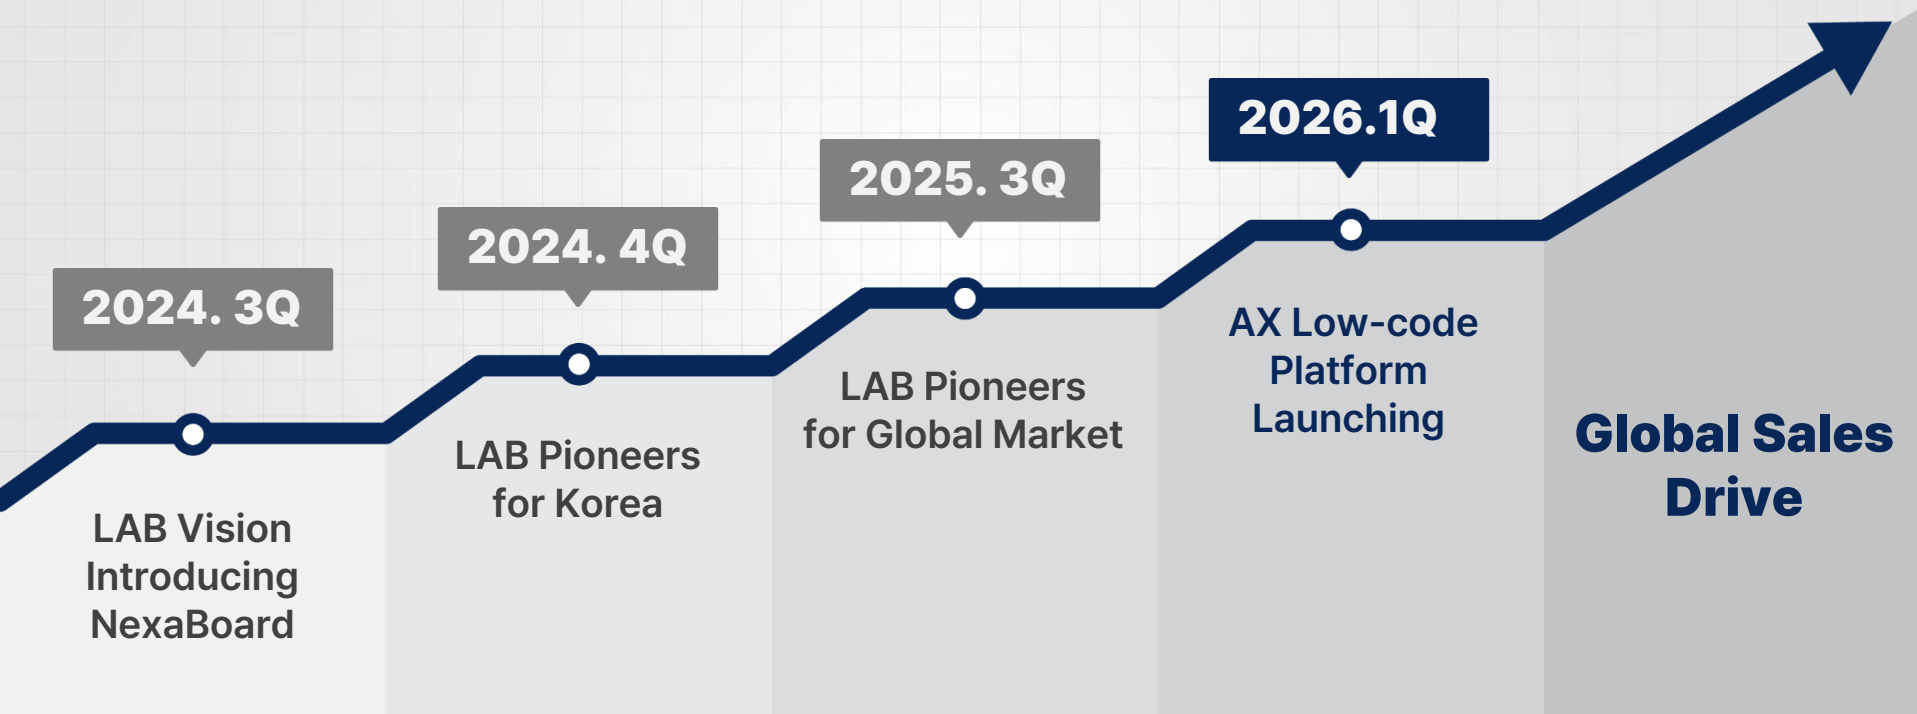 2024. 3Q
LAB Vision
Introducing
NexaBoard
2024. 4Q
LAB Pioneers
for Korea
2025. 3Q
LAB Pioneers
for Global Market
2026.1Q
AX Low-code
Platform
Launching
Global Sales
Drive